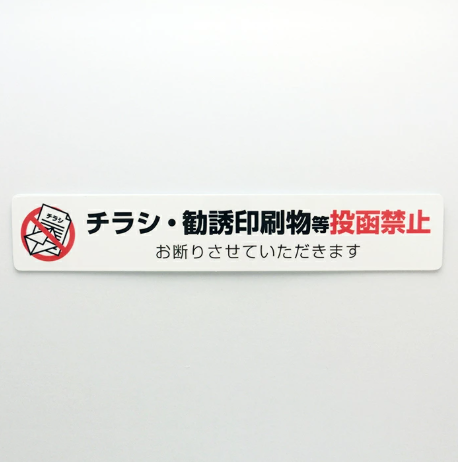 チラシ
チラシ・勧誘印刷物等投函禁止
お断りさせていただきます